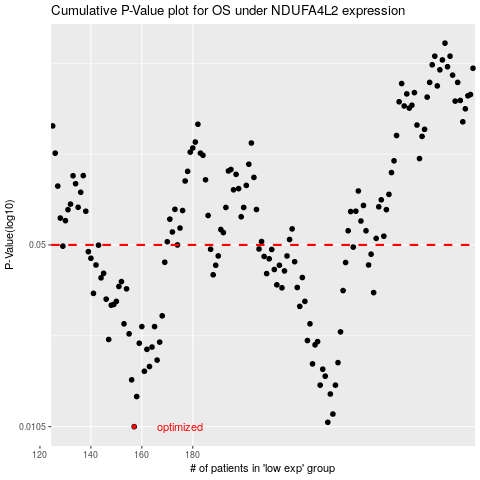 Cumulative P-Value plot for OS under NDUFA4L2 expression
P-Value(log10)
0.05
0.0105
optimized
120 140 160 180
# of patients in 'low exp' group